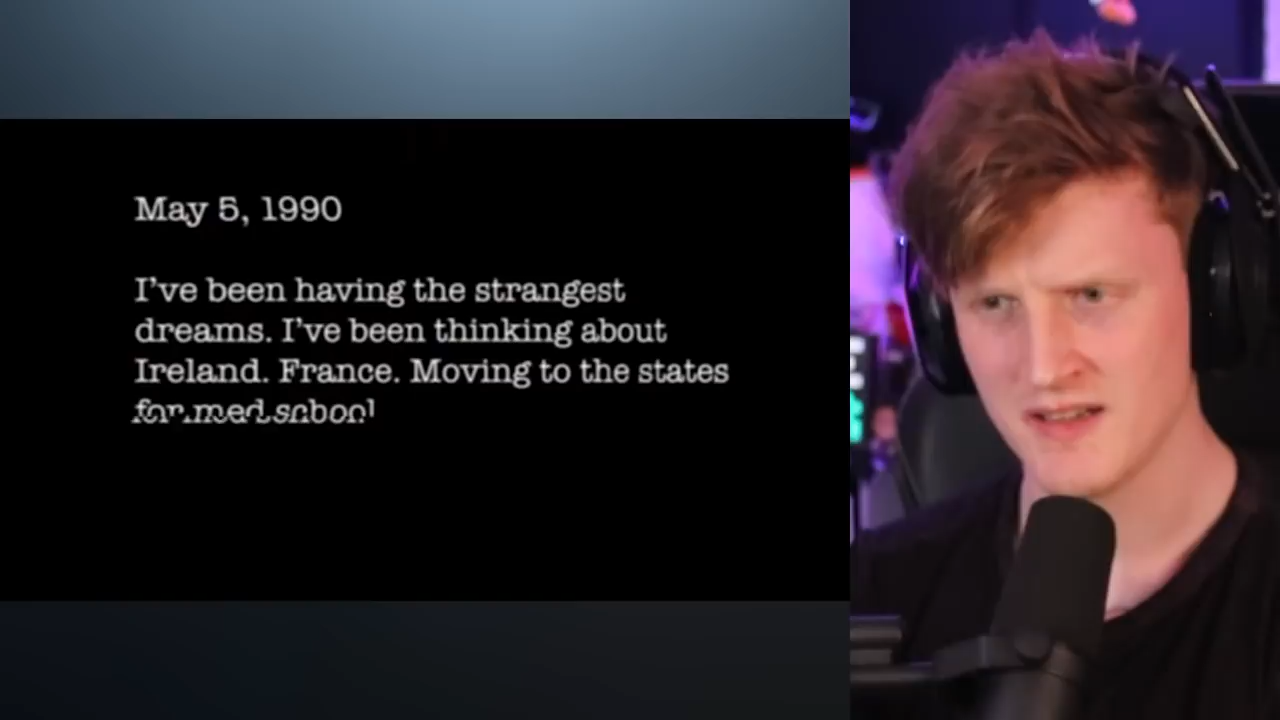 May 5, 1990
I've been having the strangest
dreams. I've been thinking about
Ireland. France. Moving to the states
for med school